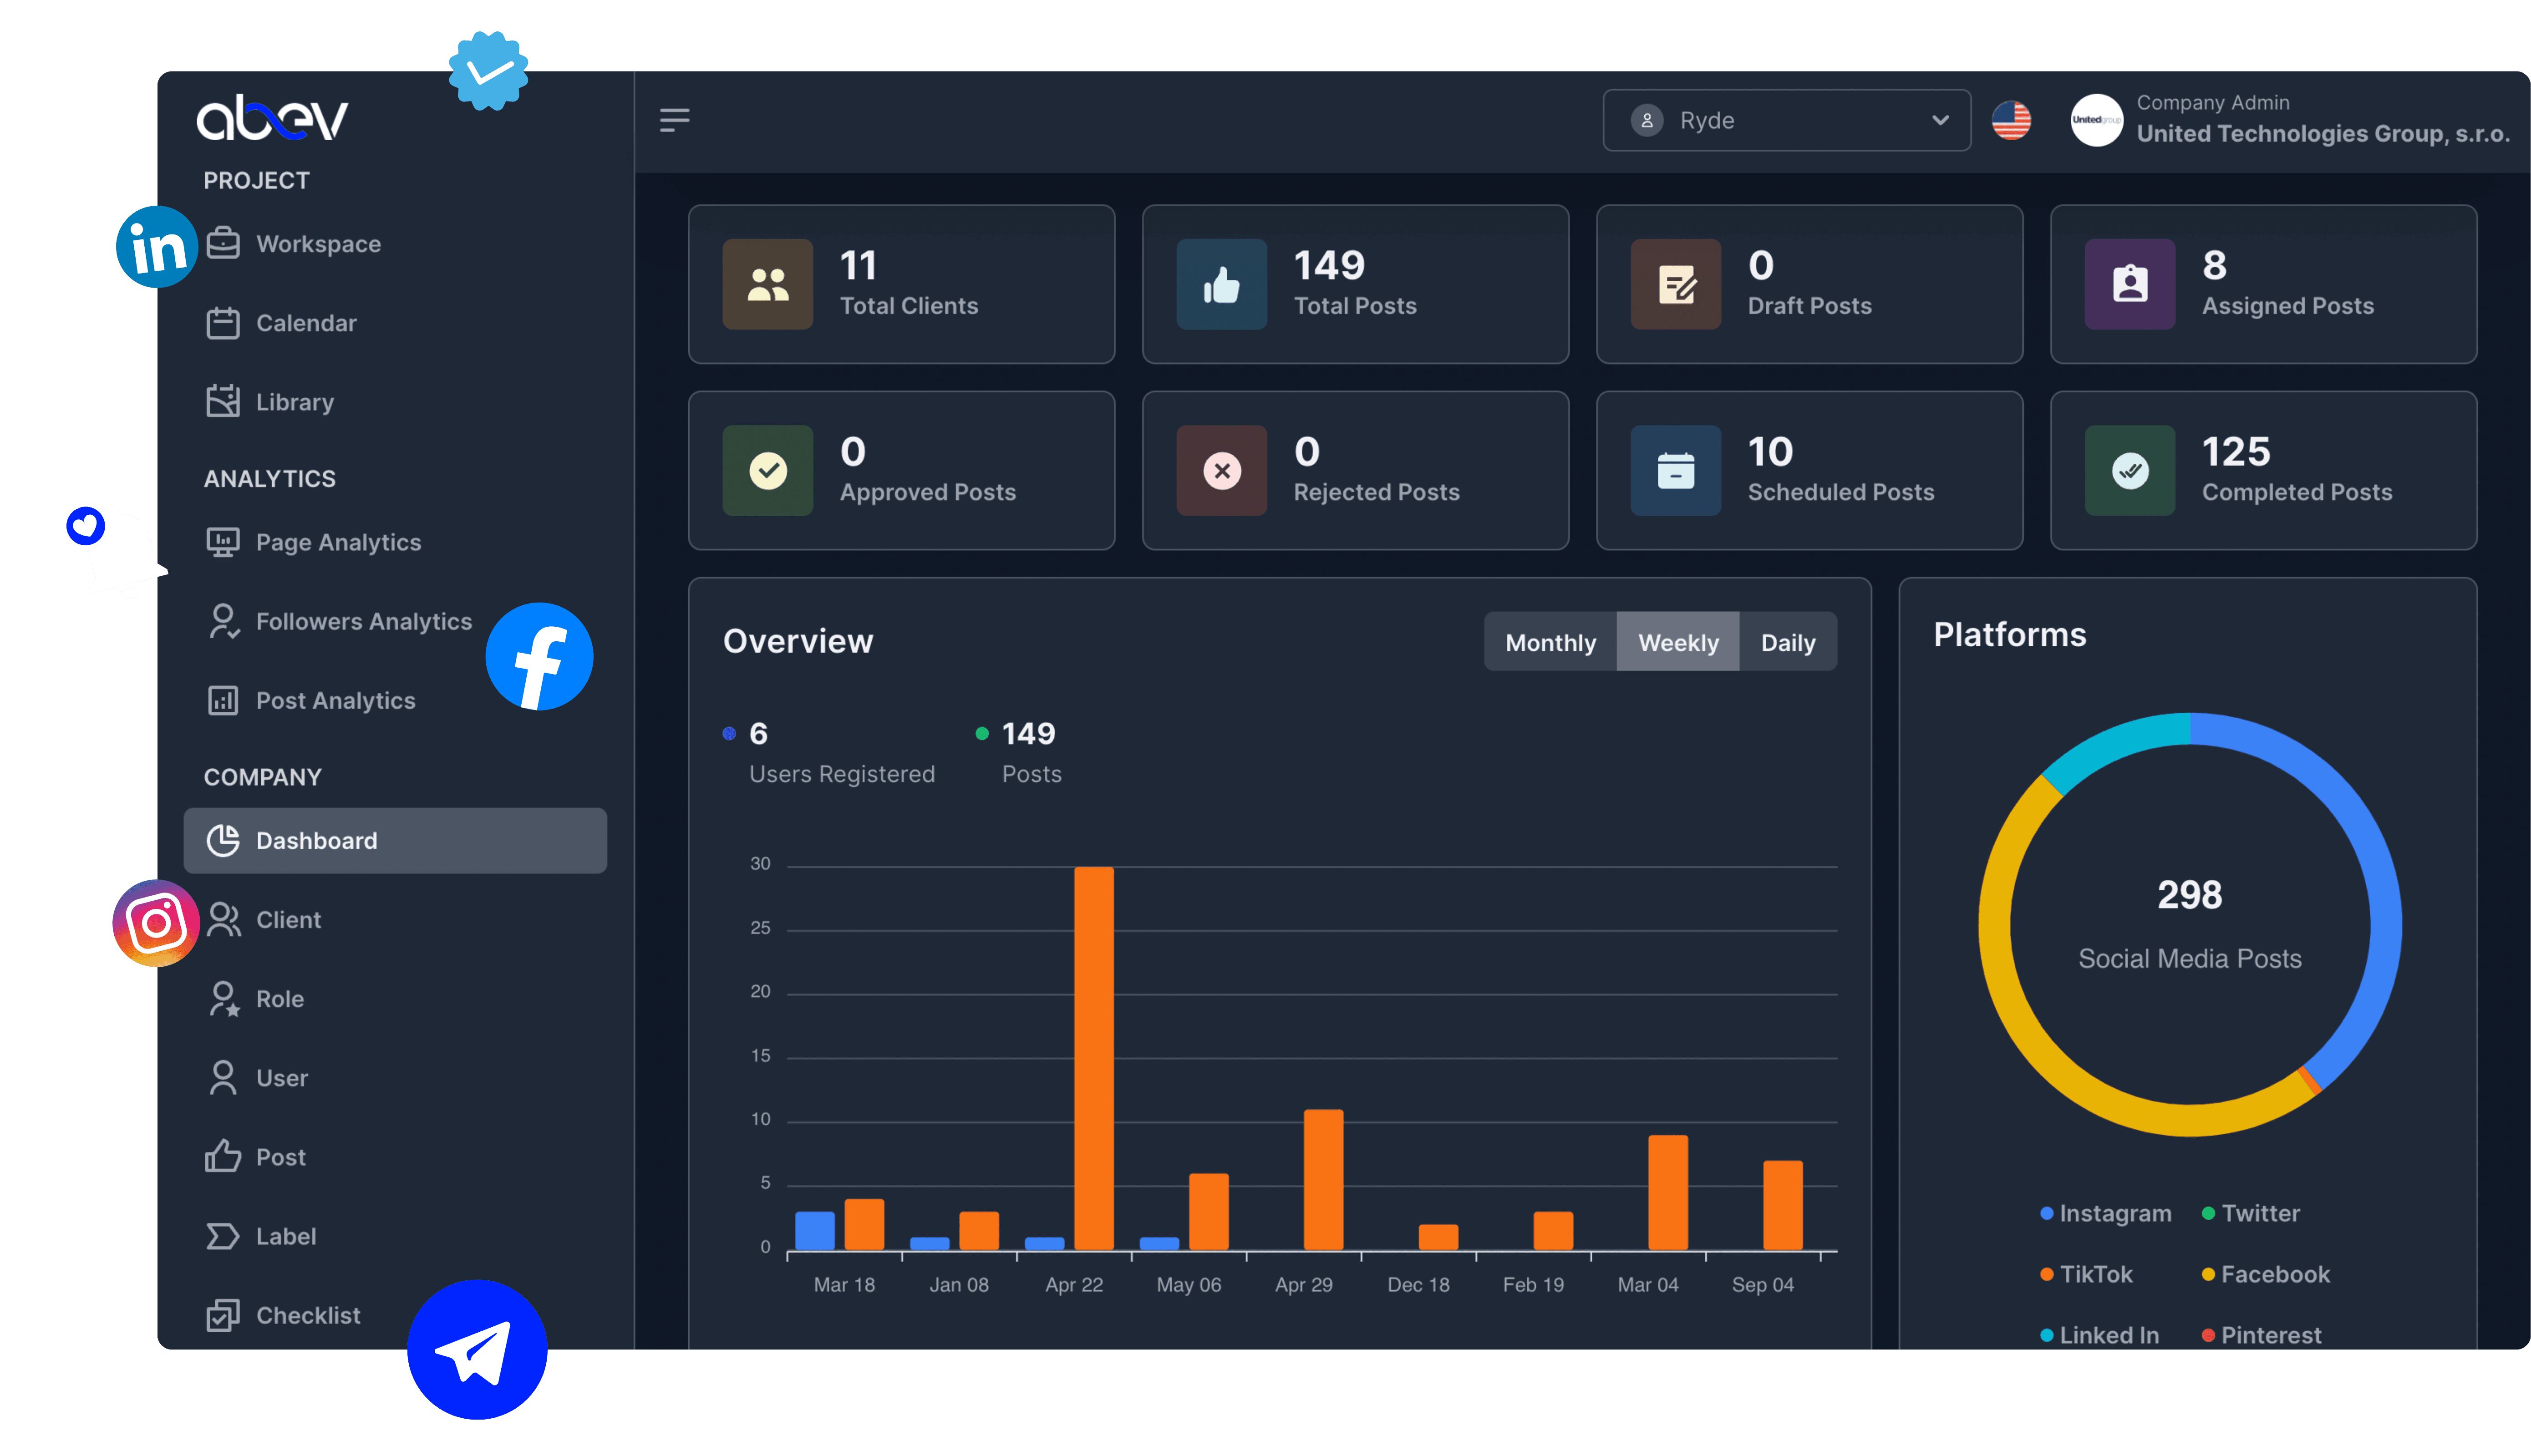 abev
PROJECT
Workspace
Calendar
Library
ANALYTICS
Page Analytics
Followers Analytics
Post Analytics
COMPANY
Dashboard
Client
Role
User
Post
Label
Checklist
in
f
Ryde
Unitedgroup
Company Admin
United Technologies Group, s.r.o.
11
Total Clients
149
Total Posts
0
Draft Posts
8
Assigned Posts
0
Approved Posts
0
Rejected Posts
10
Scheduled Posts
125
Completed Posts
Overview
Monthly Weekly Daily
6
Users Registered
149
Posts
30
25
20
15
10
5
0
Mar 18 Jan 08 Apr 22 May 06 Apr 29 Dec 18 Feb 19 Mar 04 Sep 04
Platforms
298
Social Media Posts
Instagram Twitter
TikTok Facebook
Linked In Pinterest